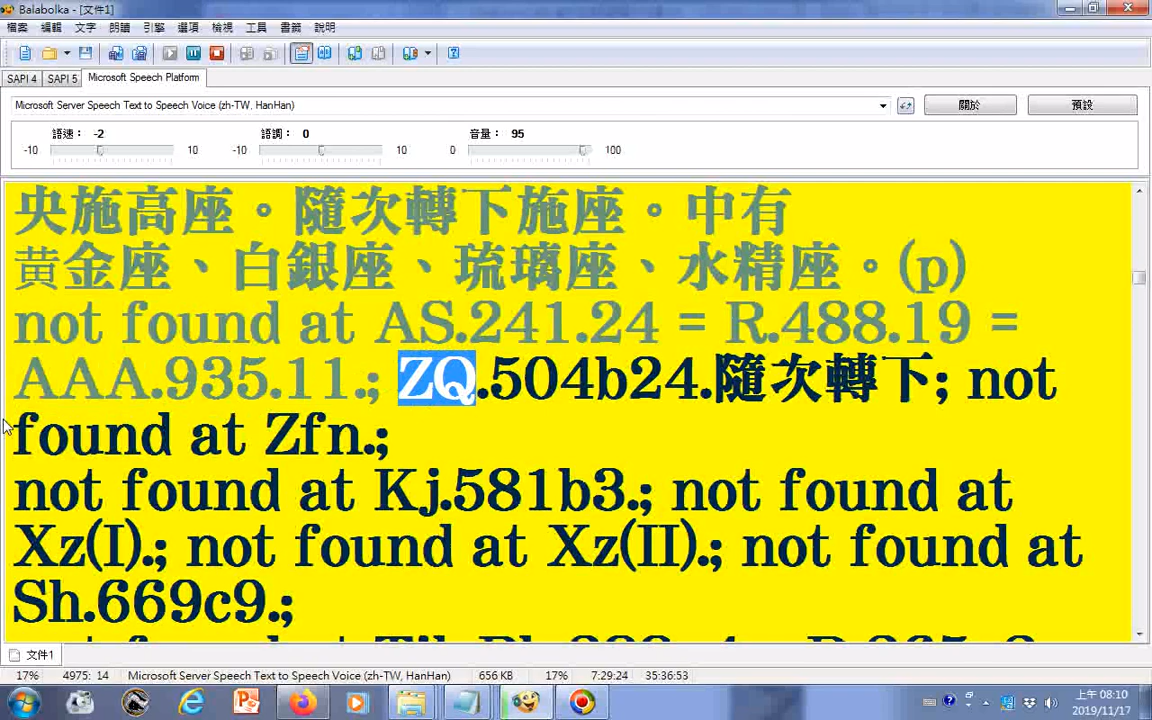 Balabolka - [文件1]
檔案 編輯 文字 朗讀 引擎 選項 檢視 工具 書籤 說明
SAPI 4 SAPI 5 Microsoft Speech Platform
Microsoft Server Speech Text to Speech Voice (zh-TW, HanHan) 關於 預設
語速： -2 語調： 0 音量： 95
-10 10 -10 10 0 100
央施高座。隨次轉下施座。中有
黃金座、白銀座、琉璃座、水精座。(p)
not found at AS.241.24 = R.488.19 =
AAA.935.11.; ZQ.504b24.隨次轉下; not
found at Zfn.;
not found at Kj.581b3.; not found at
Xz(I).; not found at Xz(II).; not found at
Sh.669c9.;
文件1
17% 4975: 14 Microsoft Server Speech Text to Speech Voice (zh-TW, HanHan) 656 KB 17% 7:29:24 35:36:53
上午 08:10
2019/11/17